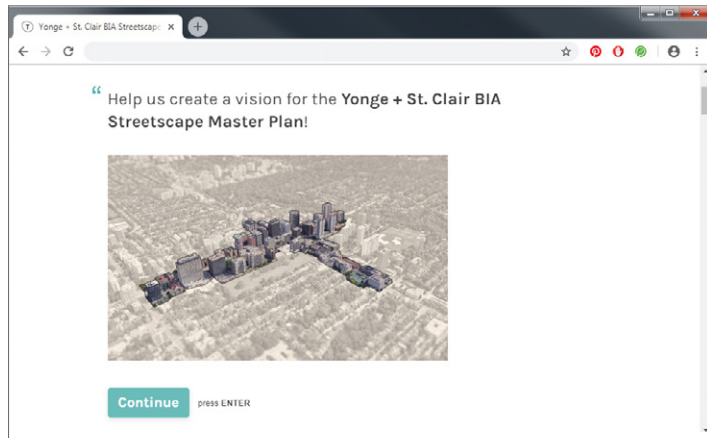 Yonge + St. Clair BIA Streetscape
“ Help us create a vision for the Yonge + St. Clair BIA
Streetscape Master Plan!
Continue press ENTER